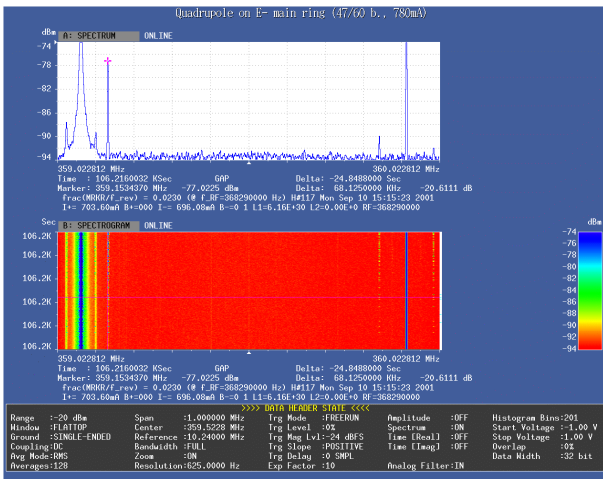 Quadrupole on E- main ring (47/60 b., 780mA)
dBm A: SPECTRUM ONLINE
-74
-78
-82
-86
-90
-94
359.022812 MHz 360.022812 MHz
Time : 106.2160032 KSec GAP Delta: -24.8488000 Sec
Marker: 359.1534370 MHz -77.0225 dBm Delta: 68.1250000 KHz -20.6111 dB
frac(MRKR/f_rev) = 0.0230 (@ f_RF=368290000 Hz) H#117 Mon Sep 10 15:15:23 2001
I+= 703.60mA B+=000 I-= 696.08mA B-=0 1 L1=6.16E+30 L2=0.00E+0 RF=368290000
Sec B: SPECTROGRAM ONLINE dBm
106.2K
106.2K
106.2K
106.2K
106.2K
106.2K
-74
-76
-78
-80
-82
-84
-86
-88
-90
-92
-94
359.022812 MHz 360.022812 MHz
Time : 106.2160032 KSec GAP Delta: -24.8488000 Sec
Marker: 359.1534370 MHz -77.0225 dBm Delta: 68.1250000 KHz -20.6111 dB
frac(MRKR/f_rev) = 0.0230 (@ f_RF=368290000 Hz) H#117 Mon Sep 10 15:15:23 2001
I+= 703.60mA B+=000 I-= 696.08mA B-=0 1 L1=6.16E+30 L2=0.00E+0 RF=368290000
>>>> DATA HEADER STATE <<<<
Range :-20 dBm Span :1.000000 MHz Trg Mode :FREERUN Amplitude :OFF Histogram Bins:201
Window :FLATTOP Center :359.5228 MHz Trg Level :0% Spectrum :ON Start Voltage :-1.00 V
Ground :SINGLE-ENDED Reference :10.24000 MHz Trg Mag Lvl:-24 dBFS Time [Real] :OFF Stop Voltage :1.00 V
Coupling:DC Bandwidth :FULL Trg Slope :POSITIVE Time [Imag] :OFF Overlap :0%
Avg Mode:RMS Zoom :ON Trg Delay :0 SMPL Data Width :32 bit
Averages:128 Resolution:625.0000 Hz Exp Factor :10 Analog Filter:IN